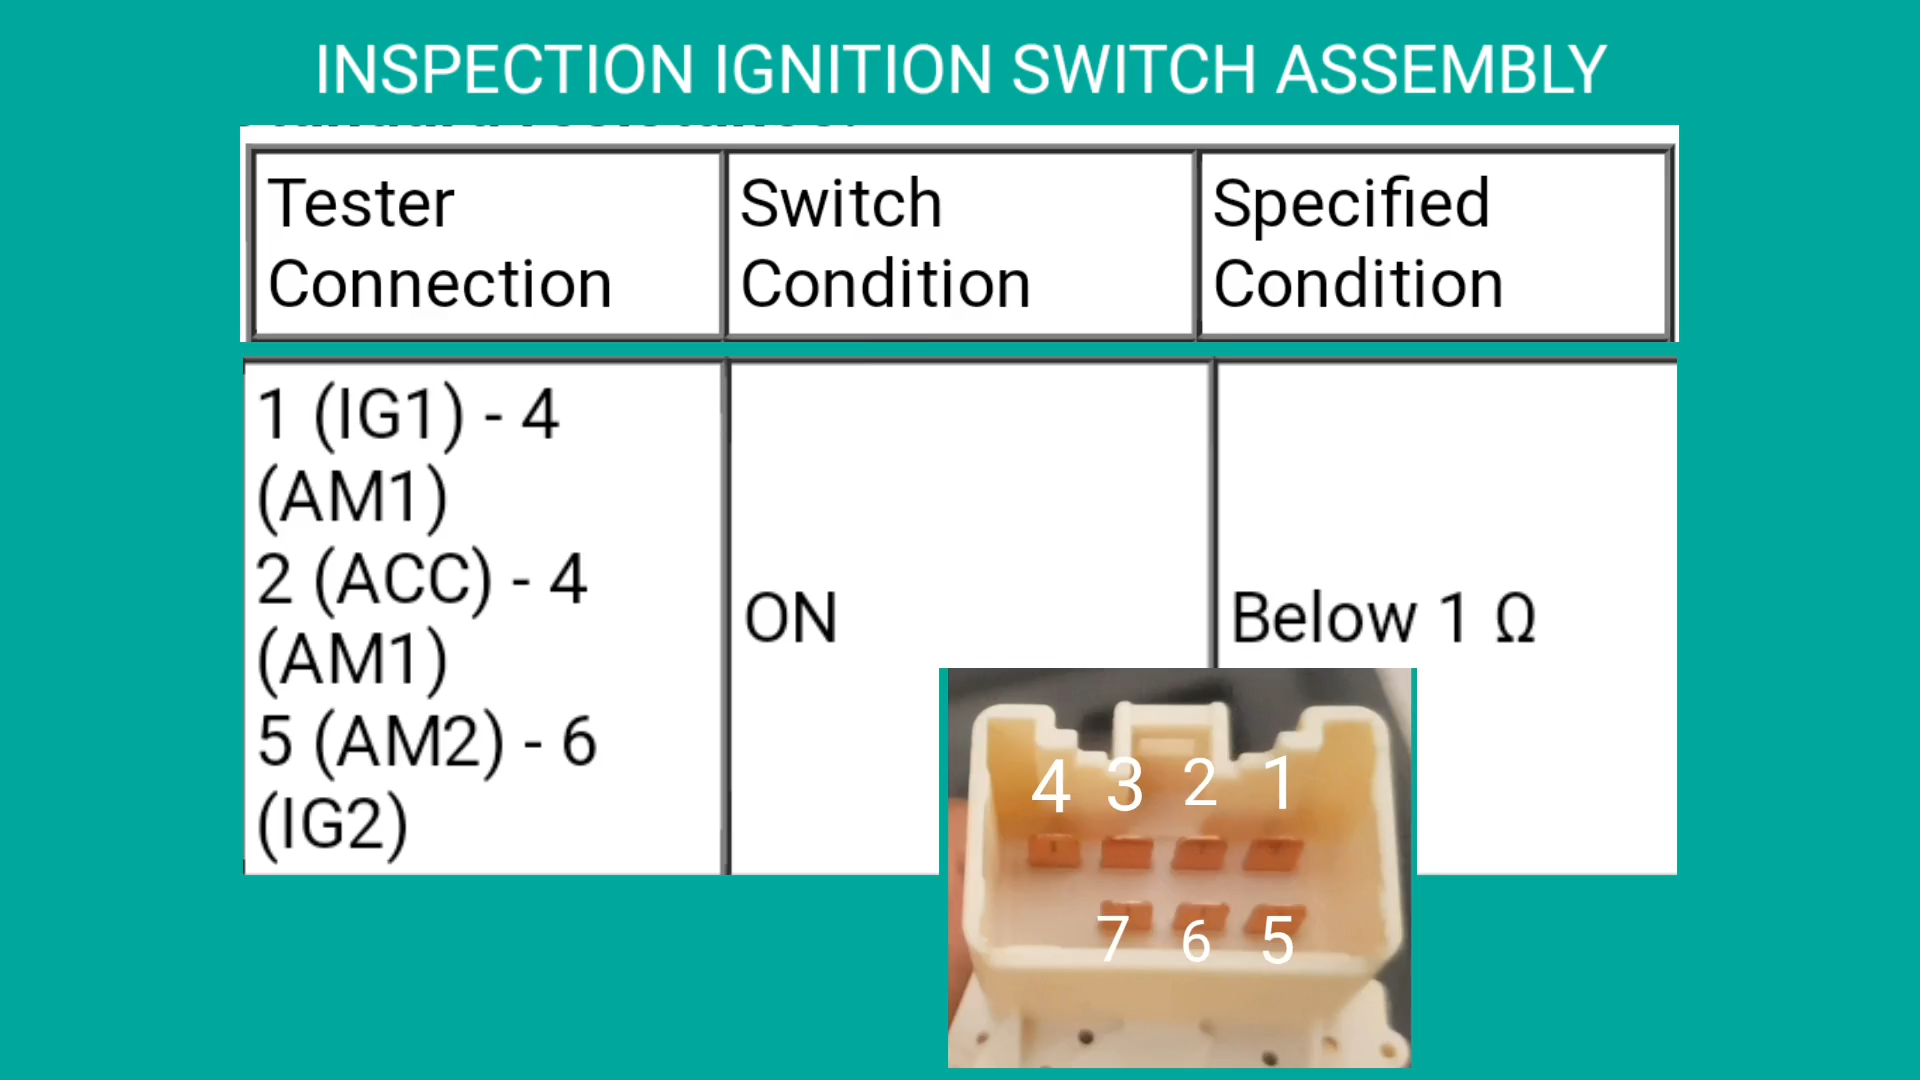 INSPECTION IGNITION SWITCH ASSEMBLY
Tester
Connection
Switch
Condition
Specified
Condition
1 (IG1) - 4
(AM1)
2 (ACC) - 4
(AM1)
5 (AM2) - 6
(IG2)
ON
Below 1 Ω
4 3 2 1
7 6 5